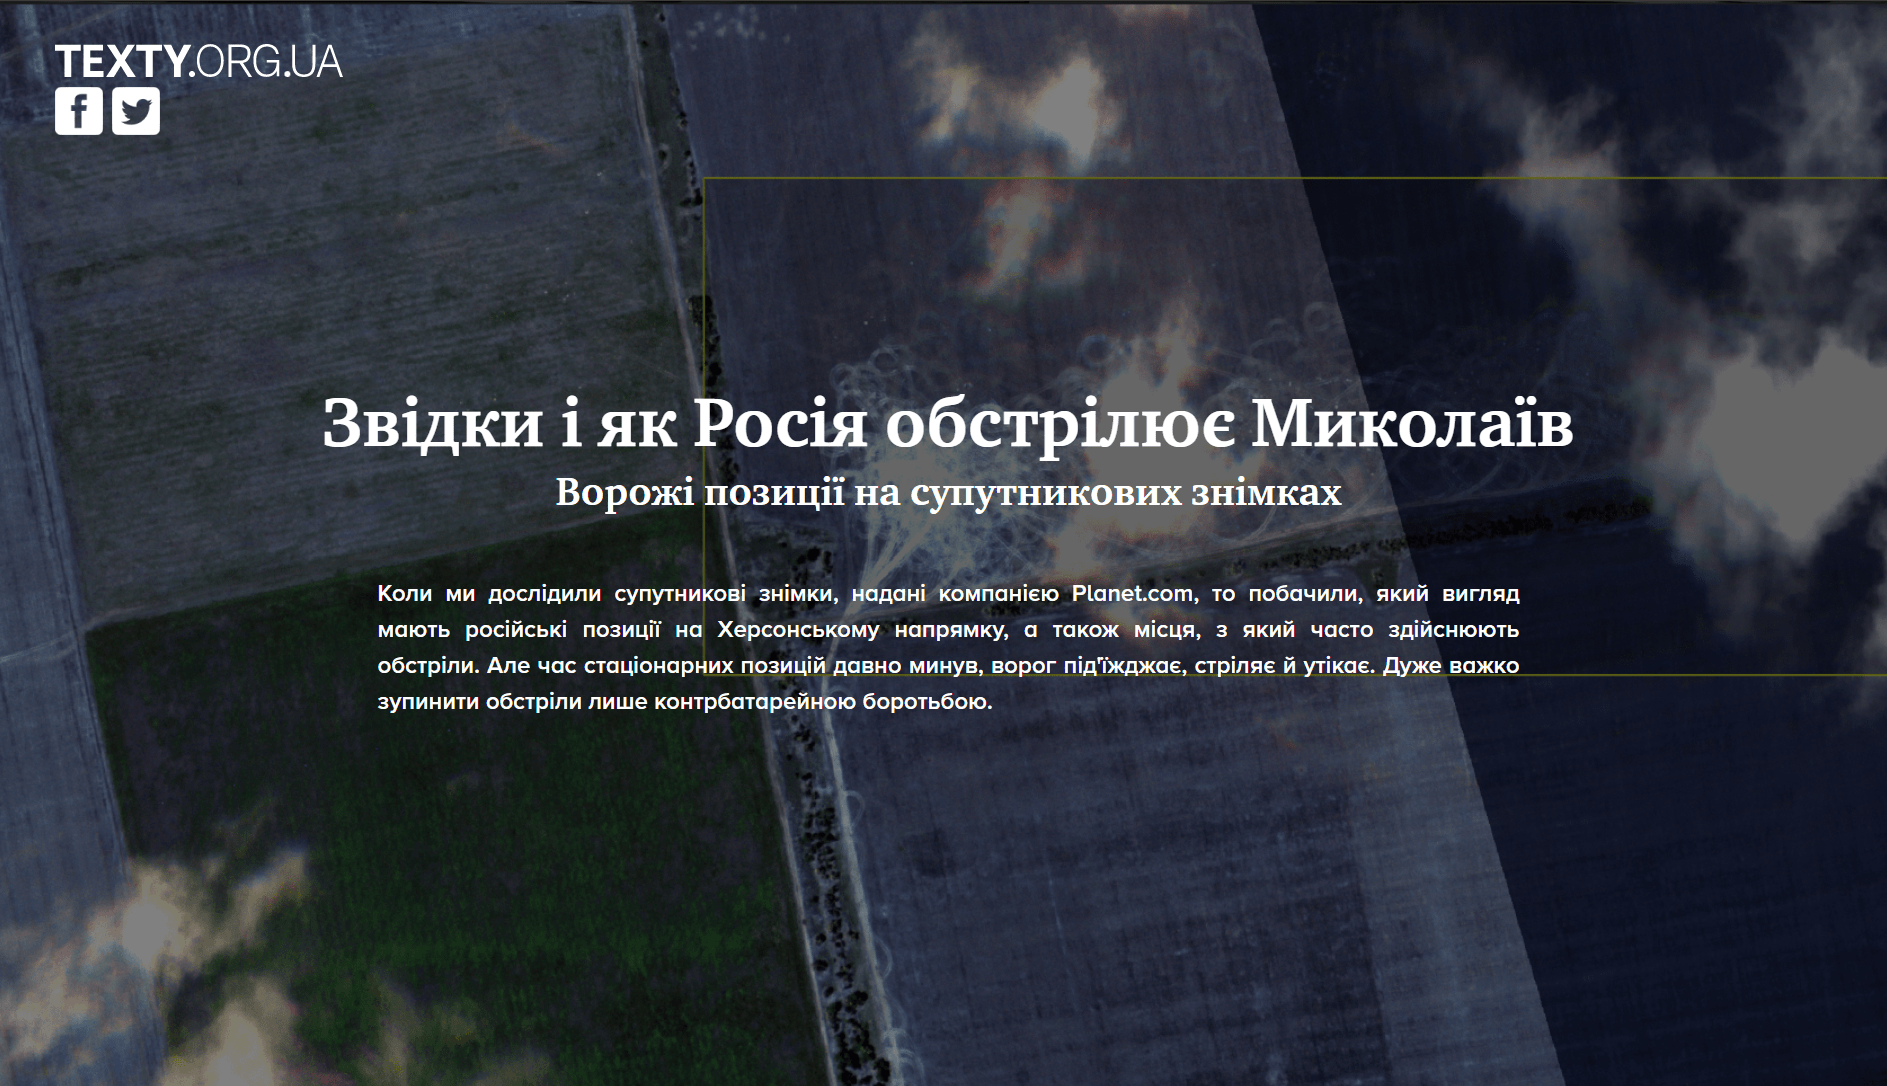 TEXTY.ORG.UA
Звідки і як Росія обстрілює Миколаїв
Ворожі позиції на супутникових знімках
Коли ми дослідили супутникові знімки, надані компанією Planet.com, то побачили, який вигляд
мають російські позиції на Херсонському напрямку, а також місця, з який часто здійснюють
обстріли. Але час стаціонарних позицій давно минув, ворог під'їжджає, стріляє й утікає. Дуже важко
зупинити обстріли лише контрбатарейною боротьбою.